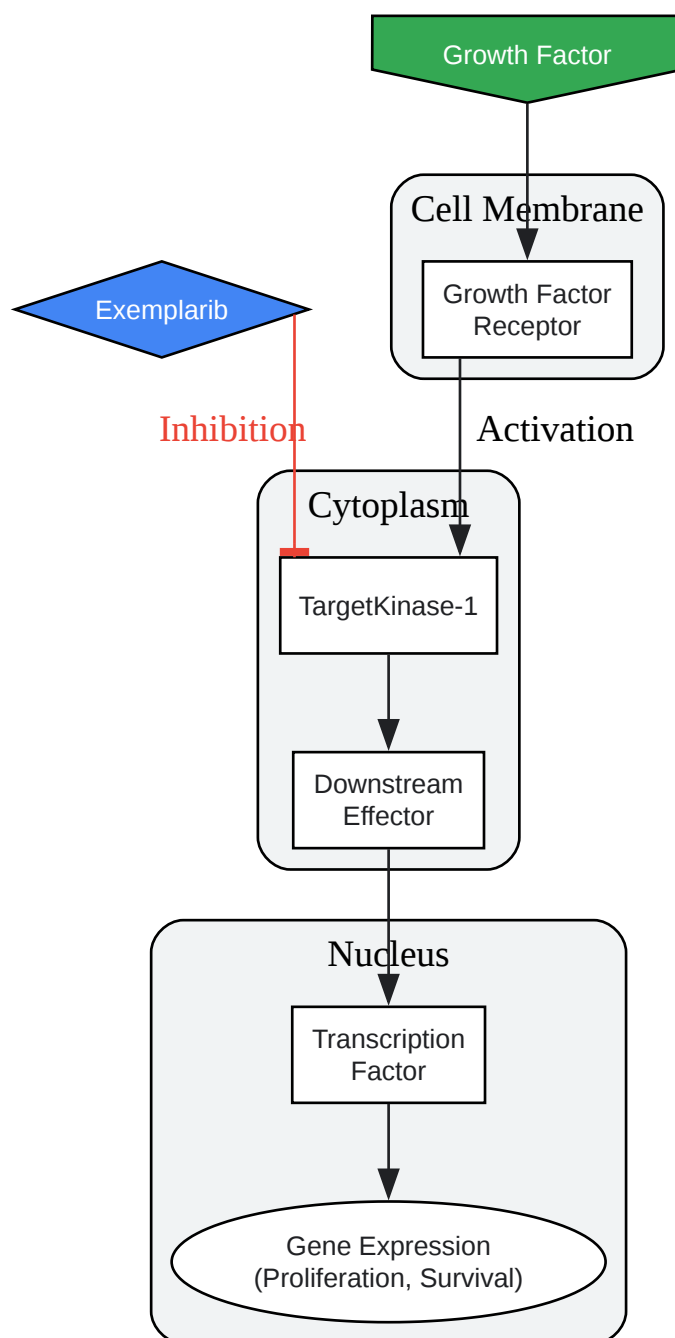 Growth Factor
Cell Membrane
Growth Factor
Receptor
Exemplarib
Inhibition
Activation
Cytoplasm
TargetKinase-1
Downstream
Effector
Nucleus
Transcription
Factor
Gene Expression
(Proliferation, Survival)